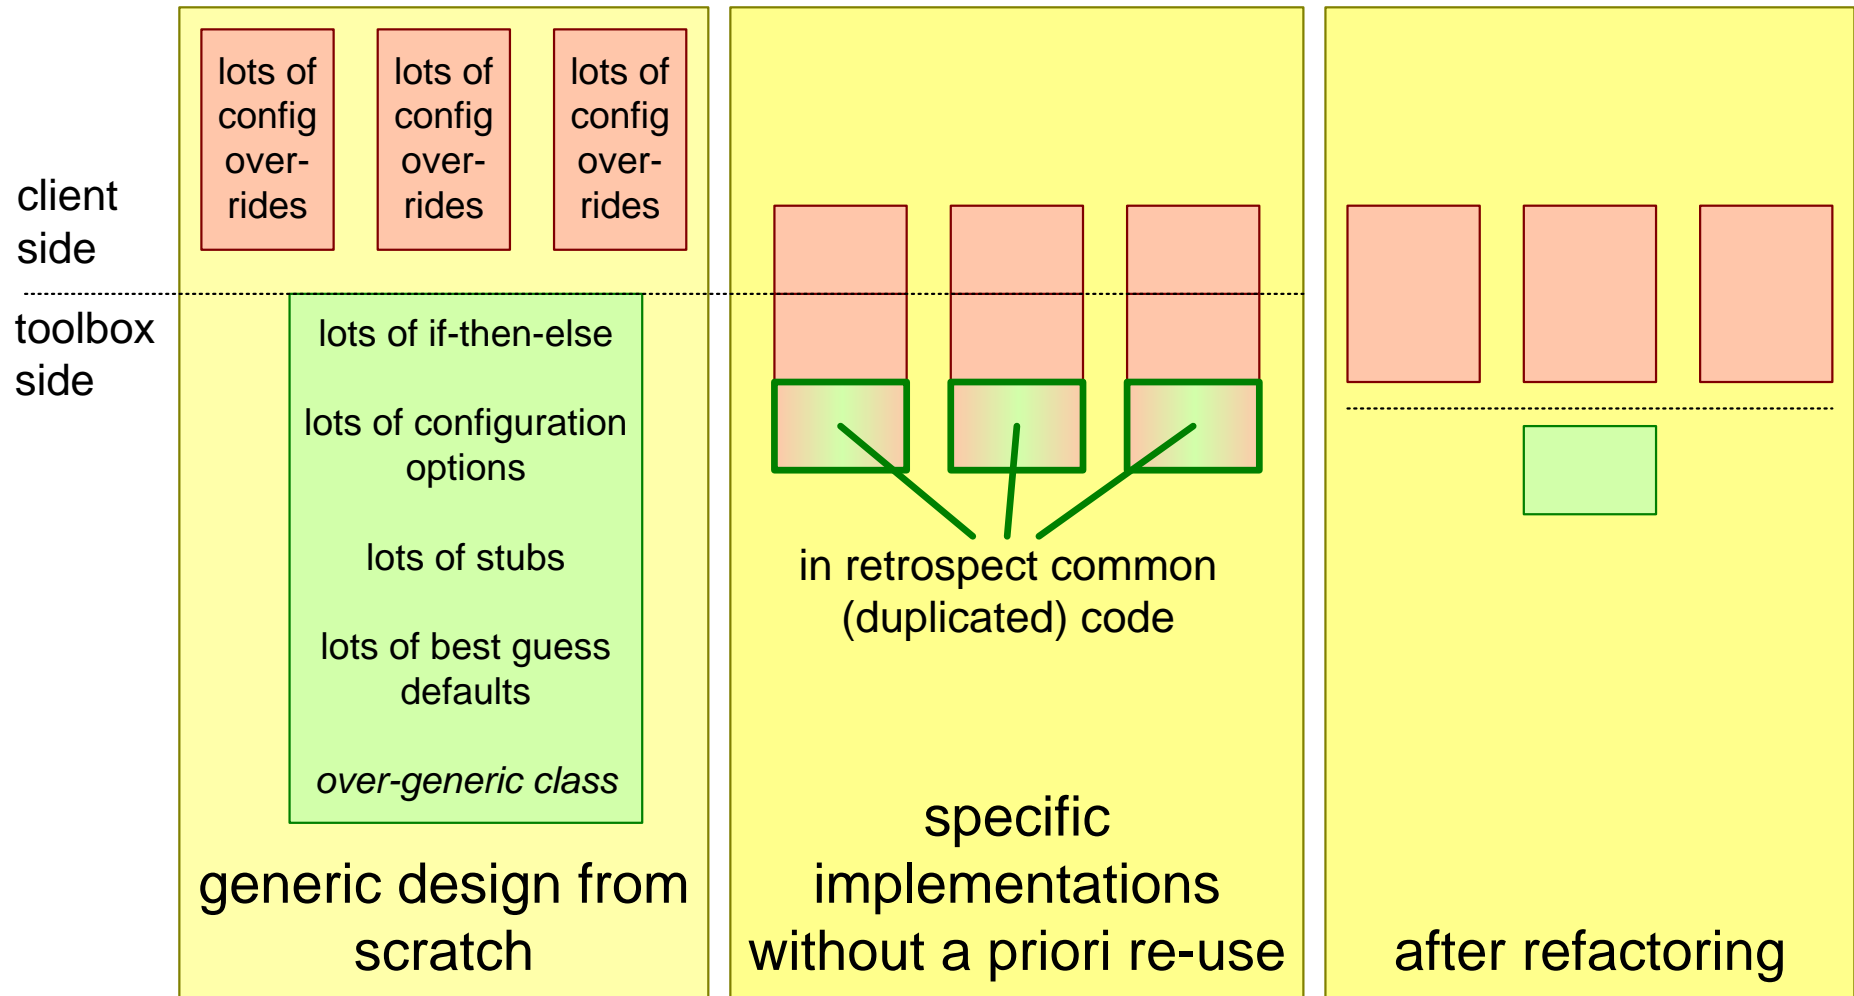 lots of
config
over-
rides
lots of
config
over-
rides
lots of
config
over-
rides
client
side
toolbox
side
lots of if-then-else
lots of configuration
options
lots of stubs
lots of best guess
defaults
over-generic class
generic design from
scratch
in retrospect common
(duplicated) code
specific
implementations
without a priori re-use
after refactoring